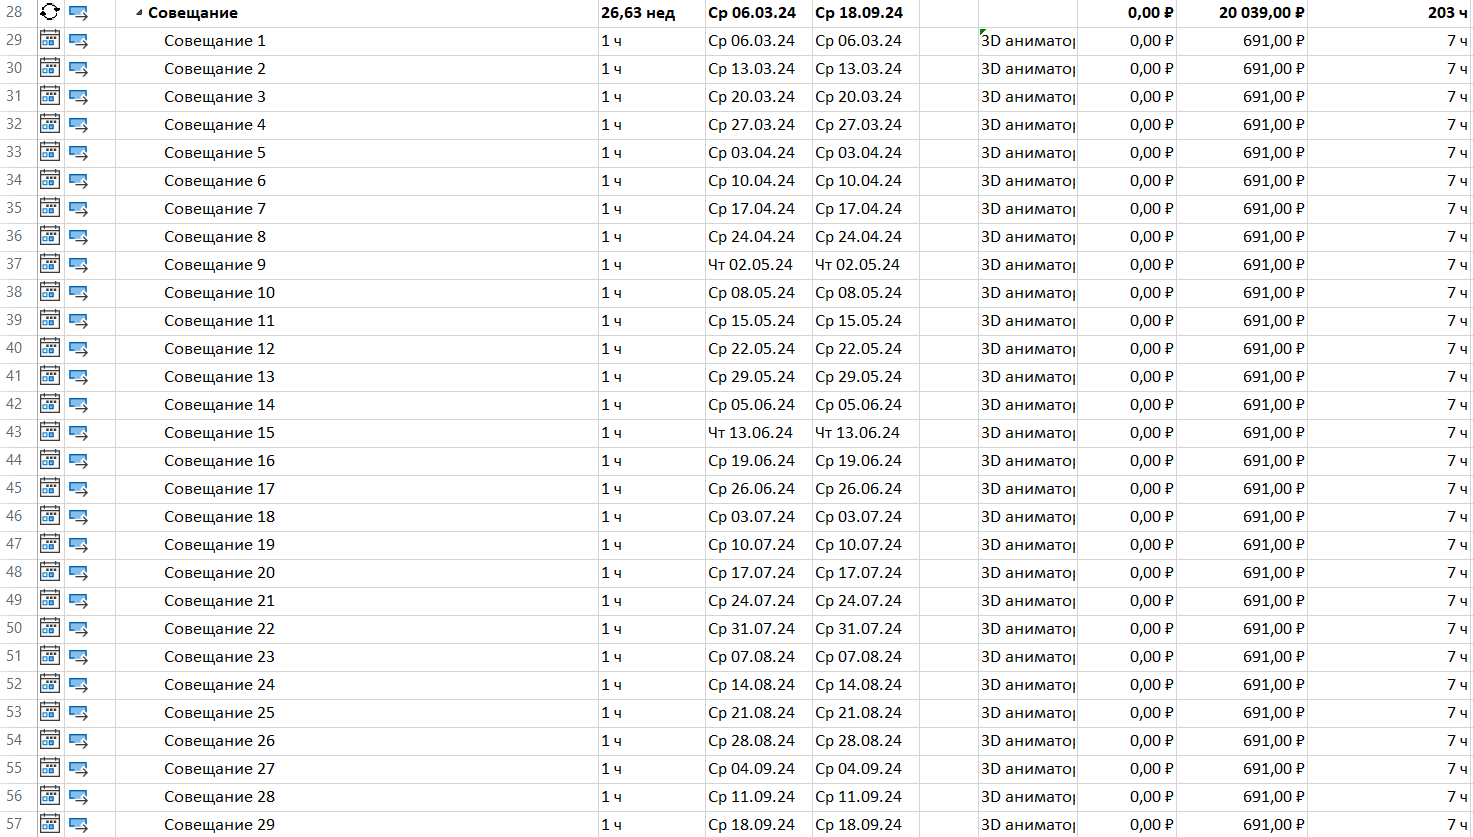 28 Совещание 26,63 нед Ср 06.03.24 Ср 18.09.24 0,00 ₽ 20 039,00 ₽ 203 ч
29 Совещание 1 1 ч Ср 06.03.24 Ср 06.03.24 3D аниматор 0,00 ₽ 691,00 ₽ 7 ч
30 Совещание 2 1 ч Ср 13.03.24 Ср 13.03.24 3D аниматор 0,00 ₽ 691,00 ₽ 7 ч
31 Совещание 3 1 ч Ср 20.03.24 Ср 20.03.24 3D аниматор 0,00 ₽ 691,00 ₽ 7 ч
32 Совещание 4 1 ч Ср 27.03.24 Ср 27.03.24 3D аниматор 0,00 ₽ 691,00 ₽ 7 ч
33 Совещание 5 1 ч Ср 03.04.24 Ср 03.04.24 3D аниматор 0,00 ₽ 691,00 ₽ 7 ч
34 Совещание 6 1 ч Ср 10.04.24 Ср 10.04.24 3D аниматор 0,00 ₽ 691,00 ₽ 7 ч
35 Совещание 7 1 ч Ср 17.04.24 Ср 17.04.24 3D аниматор 0,00 ₽ 691,00 ₽ 7 ч
36 Совещание 8 1 ч Ср 24.04.24 Ср 24.04.24 3D аниматор 0,00 ₽ 691,00 ₽ 7 ч
37 Совещание 9 1 ч Чт 02.05.24 Чт 02.05.24 3D аниматор 0,00 ₽ 691,00 ₽ 7 ч
38 Совещание 10 1 ч Ср 08.05.24 Ср 08.05.24 3D аниматор 0,00 ₽ 691,00 ₽ 7 ч
39 Совещание 11 1 ч Ср 15.05.24 Ср 15.05.24 3D аниматор 0,00 ₽ 691,00 ₽ 7 ч
40 Совещание 12 1 ч Ср 22.05.24 Ср 22.05.24 3D аниматор 0,00 ₽ 691,00 ₽ 7 ч
41 Совещание 13 1 ч Ср 29.05.24 Ср 29.05.24 3D аниматор 0,00 ₽ 691,00 ₽ 7 ч
42 Совещание 14 1 ч Ср 05.06.24 Ср 05.06.24 3D аниматор 0,00 ₽ 691,00 ₽ 7 ч
43 Совещание 15 1 ч Чт 13.06.24 Чт 13.06.24 3D аниматор 0,00 ₽ 691,00 ₽ 7 ч
44 Совещание 16 1 ч Ср 19.06.24 Ср 19.06.24 3D аниматор 0,00 ₽ 691,00 ₽ 7 ч
45 Совещание 17 1 ч Ср 26.06.24 Ср 26.06.24 3D аниматор 0,00 ₽ 691,00 ₽ 7 ч
46 Совещание 18 1 ч Ср 03.07.24 Ср 03.07.24 3D аниматор 0,00 ₽ 691,00 ₽ 7 ч
47 Совещание 19 1 ч Ср 10.07.24 Ср 10.07.24 3D аниматор 0,00 ₽ 691,00 ₽ 7 ч
48 Совещание 20 1 ч Ср 17.07.24 Ср 17.07.24 3D аниматор 0,00 ₽ 691,00 ₽ 7 ч
49 Совещание 21 1 ч Ср 24.07.24 Ср 24.07.24 3D аниматор 0,00 ₽ 691,00 ₽ 7 ч
50 Совещание 22 1 ч Ср 31.07.24 Ср 31.07.24 3D аниматор 0,00 ₽ 691,00 ₽ 7 ч
51 Совещание 23 1 ч Ср 07.08.24 Ср 07.08.24 3D аниматор 0,00 ₽ 691,00 ₽ 7 ч
52 Совещание 24 1 ч Ср 14.08.24 Ср 14.08.24 3D аниматор 0,00 ₽ 691,00 ₽ 7 ч
53 Совещание 25 1 ч Ср 21.08.24 Ср 21.08.24 3D аниматор 0,00 ₽ 691,00 ₽ 7 ч
54 Совещание 26 1 ч Ср 28.08.24 Ср 28.08.24 3D аниматор 0,00 ₽ 691,00 ₽ 7 ч
55 Совещание 27 1 ч Ср 04.09.24 Ср 04.09.24 3D аниматор 0,00 ₽ 691,00 ₽ 7 ч
56 Совещание 28 1 ч Ср 11.09.24 Ср 11.09.24 3D аниматор 0,00 ₽ 691,00 ₽ 7 ч
57 Совещание 29 1 ч Ср 18.09.24 Ср 18.09.24 3D аниматор 0,00 ₽ 691,00 ₽ 7 ч